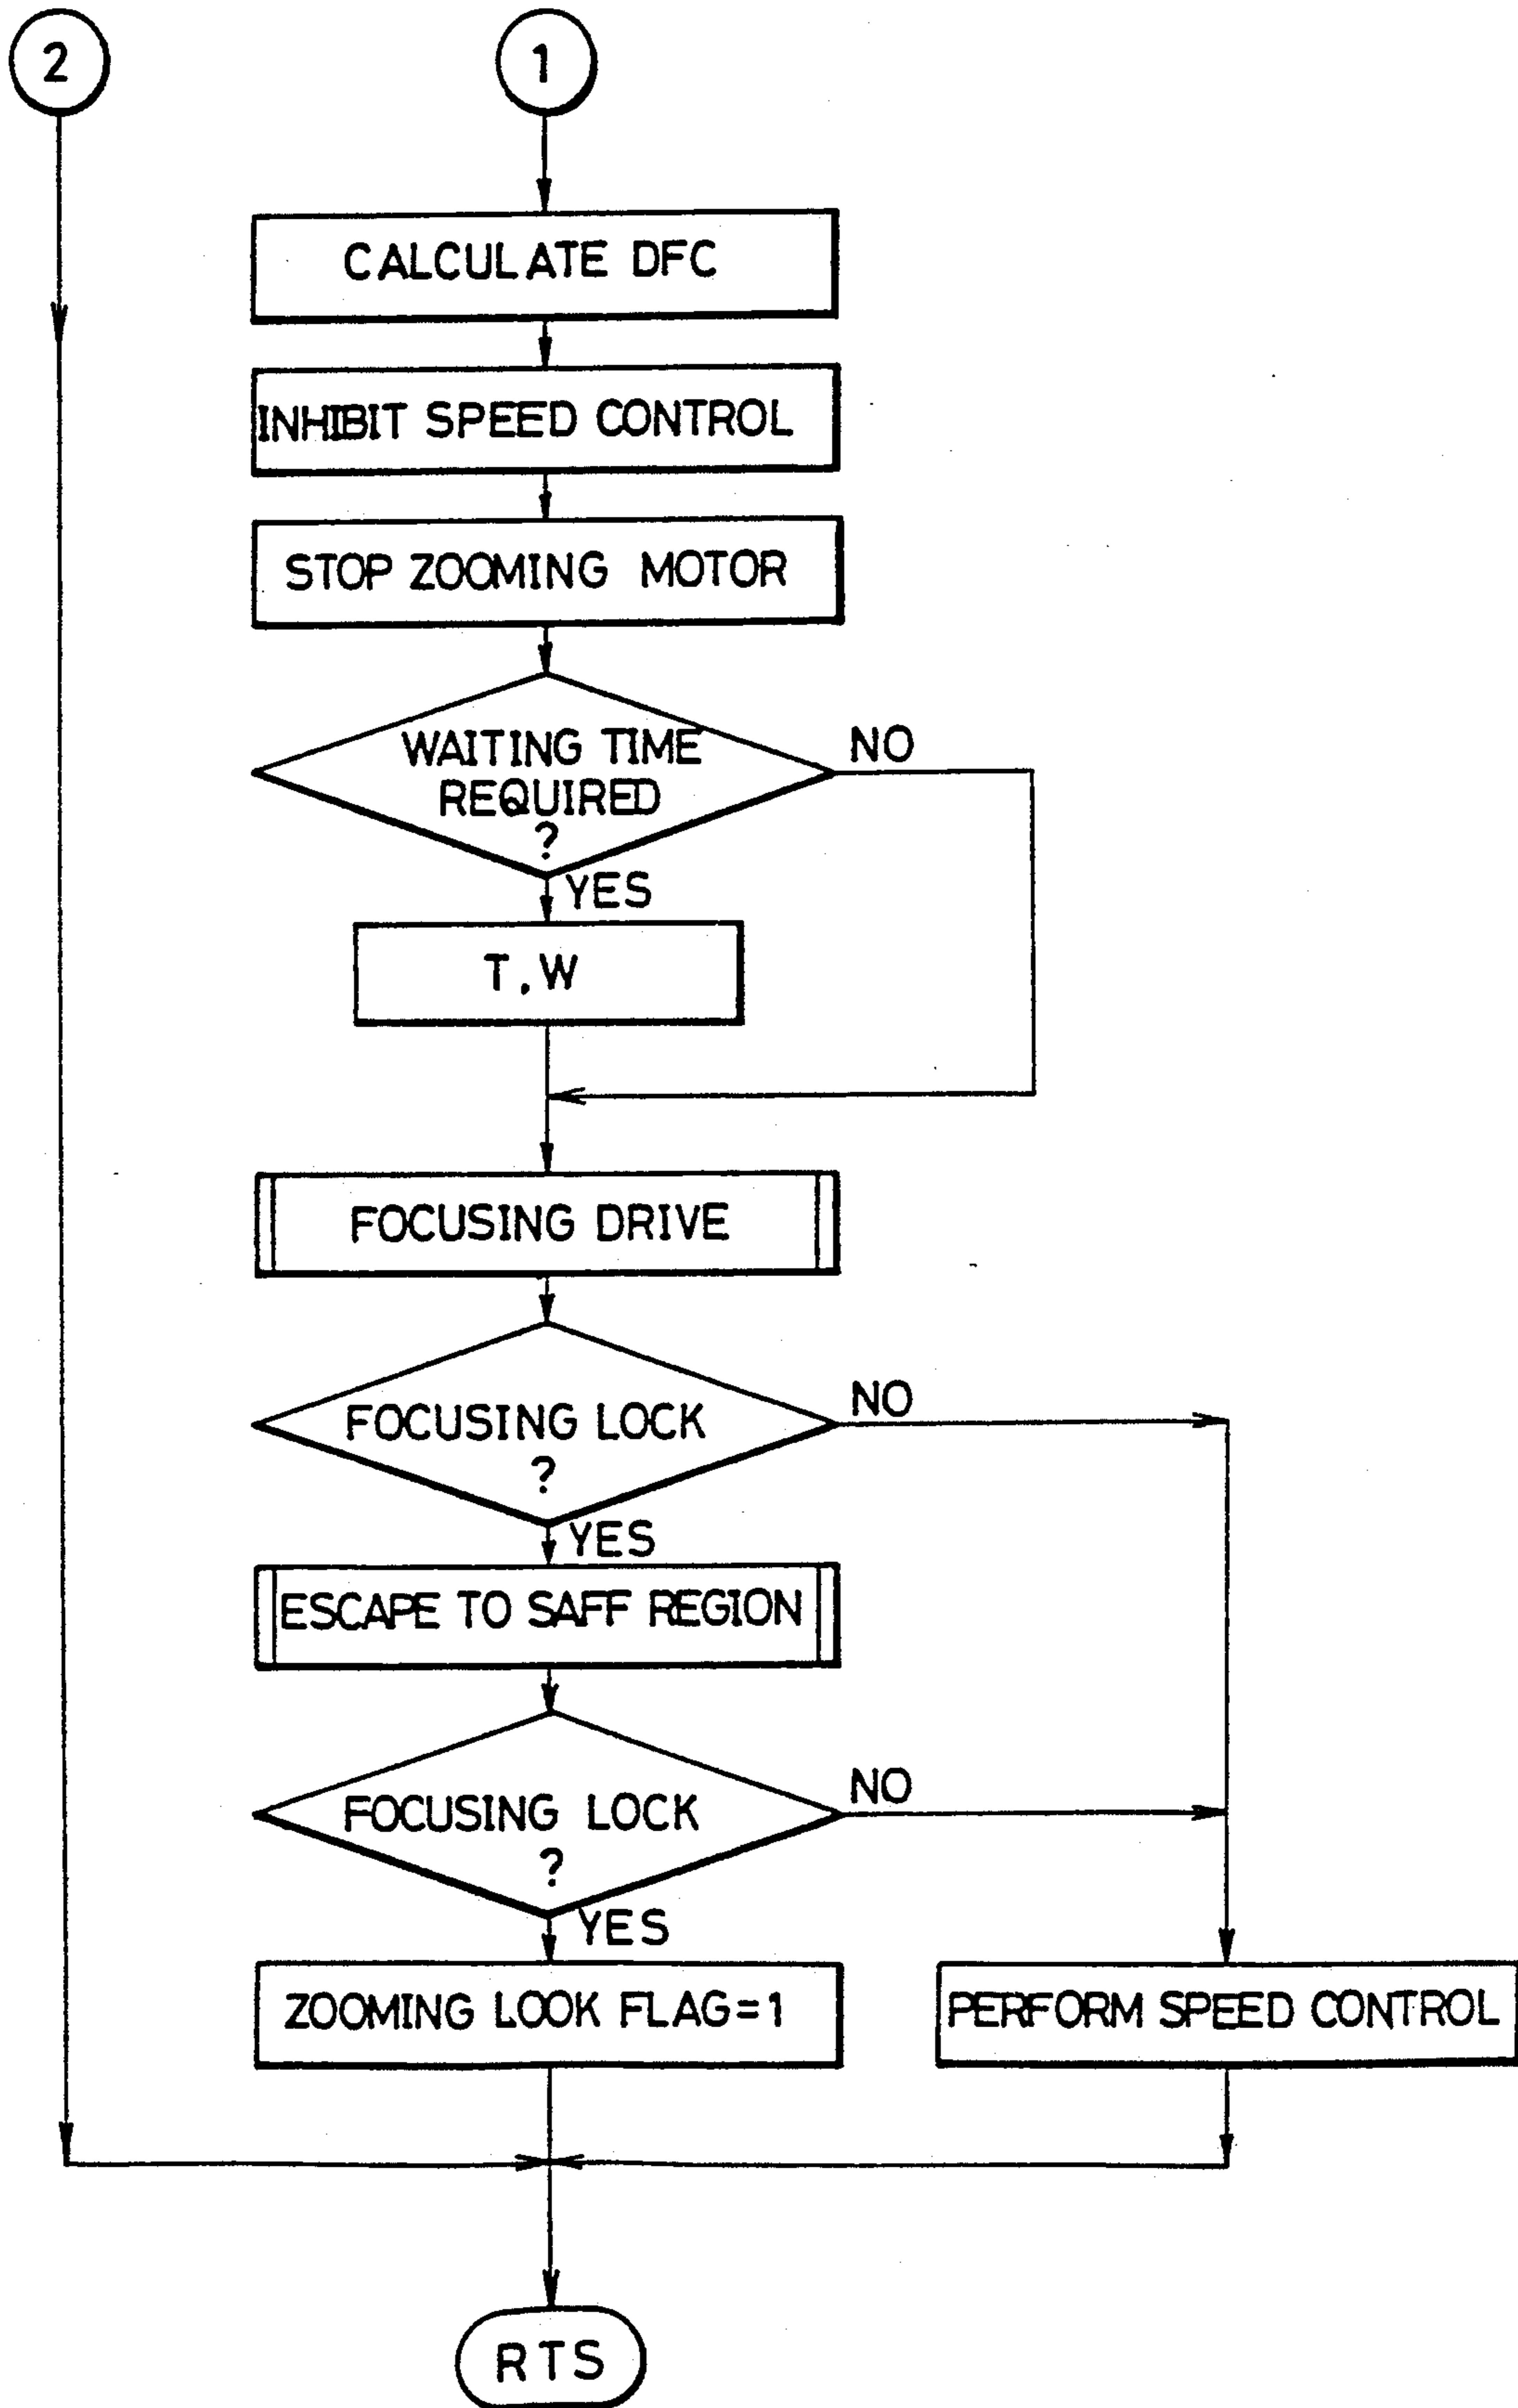 2
1
CALCULATE DFC
INHIBIT SPEED CONTROL
STOP ZOOMING MOTOR
WAITING TIME
REQUIRED
?
NO
YES
T.W
FOCUSING DRIVE
FOCUSING LOCK
?
NO
YES
ESCAPE TO SAFF REGION
FOCUSING LOCK
?
NO
YES
ZOOMING LOOK FLAG=1
PERFORM SPEED CONTROL
RTS